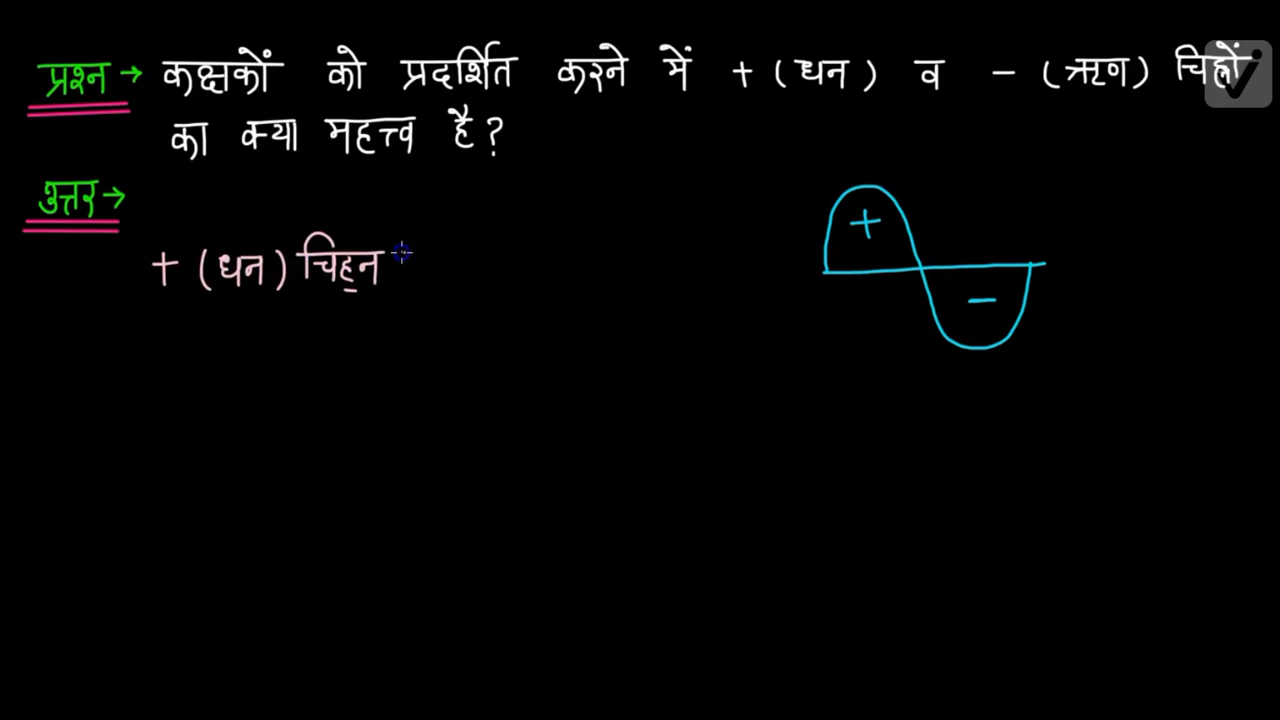 प्रश्न → कक्षकों को प्रदर्शित करने में + (धन) व - (ऋण) चिह्नों
का क्या महत्त्व है?
उत्तर →
+ (धन) चिह्न
+
-